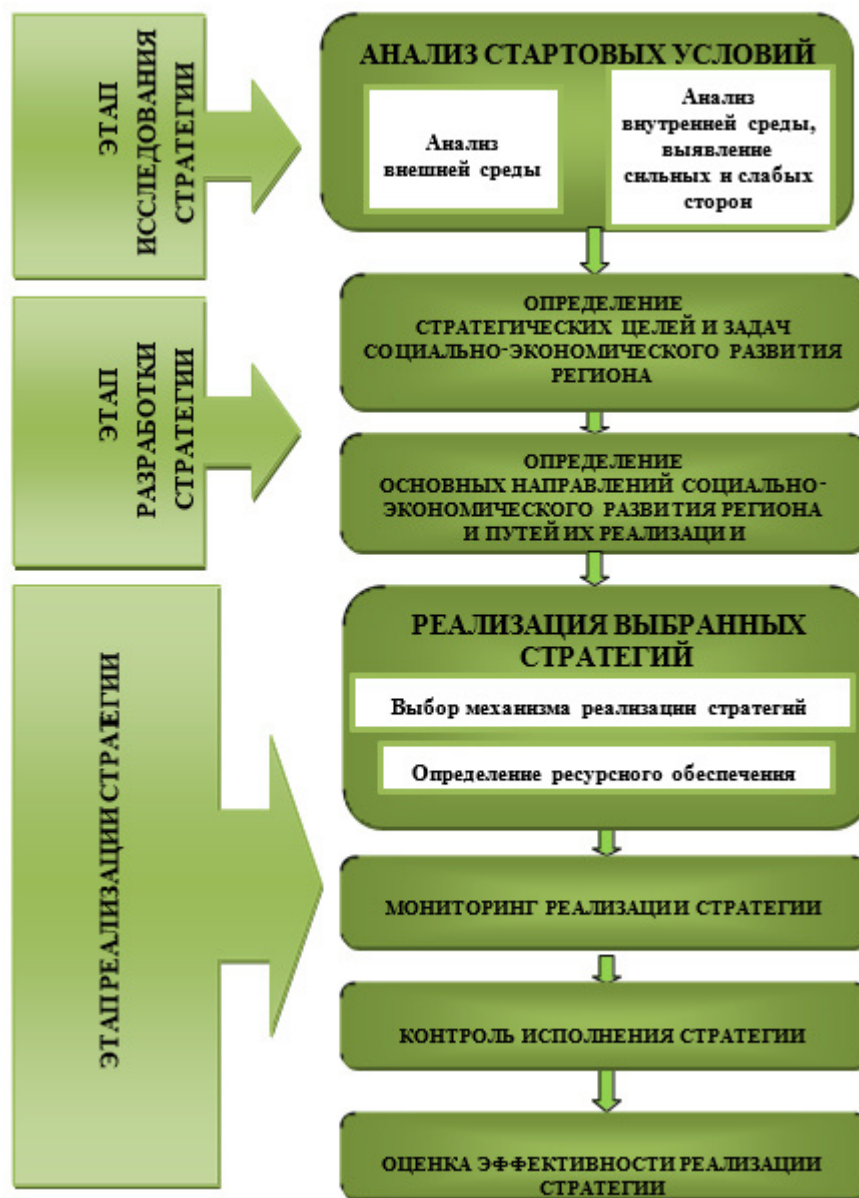 ЭТАП
ИССЛЕДОВАНИЯ
СТРАТЕГИИ
АНАЛИЗ СТАРТОВЫХ УСЛОВИЙ
Анализ
внешней среды
Анализ
внутренней среды,
выявление
сильных и слабых
сторон
ЭТАП
РАЗРАБОТКИ
СТРАТЕГИИ
ОПРЕДЕЛЕНИЕ
СТРАТЕГИЧЕСКИХ ЦЕЛЕЙ И ЗАДАЧ
СОЦИАЛЬНО-ЭКОНОМИЧЕСКОГО РАЗВИТИЯ
РЕГИОНА
ОПРЕДЕЛЕНИЕ
ОСНОВНЫХ НАПРАВЛЕНИЙ СОЦИАЛЬНО-
ЭКОНОМИЧЕСКОГО РАЗВИТИЯ РЕГИОНА
И ПУТЕЙ ИХ РЕАЛИЗАЦИИ
ЭТАП РЕАЛИЗАЦИИ СТРАТЕГИИ
РЕАЛИЗАЦИЯ ВЫБРАННЫХ
СТРАТЕГИЙ
Выбор механизма реализации стратегий
Определение ресурсного обеспечения
МОНИТОРИНГ РЕАЛИЗАЦИИ СТРАТЕГИИ
КОНТРОЛЬ ИСПОЛНЕНИЯ СТРАТЕГИИ
ОЦЕНКА ЭФФЕКТИВНОСТИ РЕАЛИЗАЦИИ
СТРАТЕГИИ